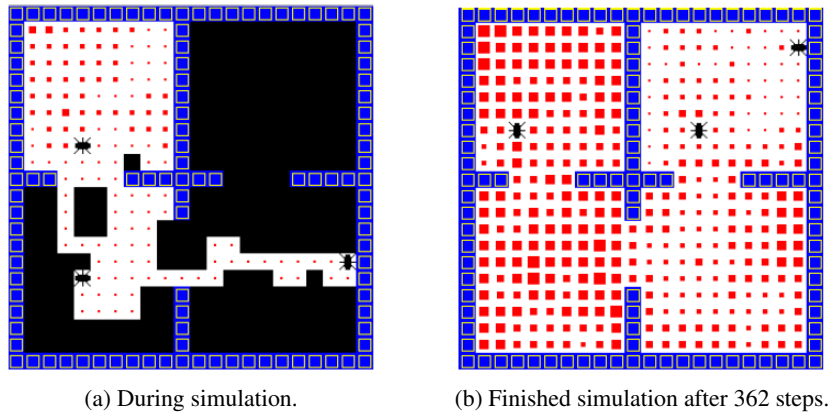 (a) During simulation.
(b) Finished simulation after 362 steps.